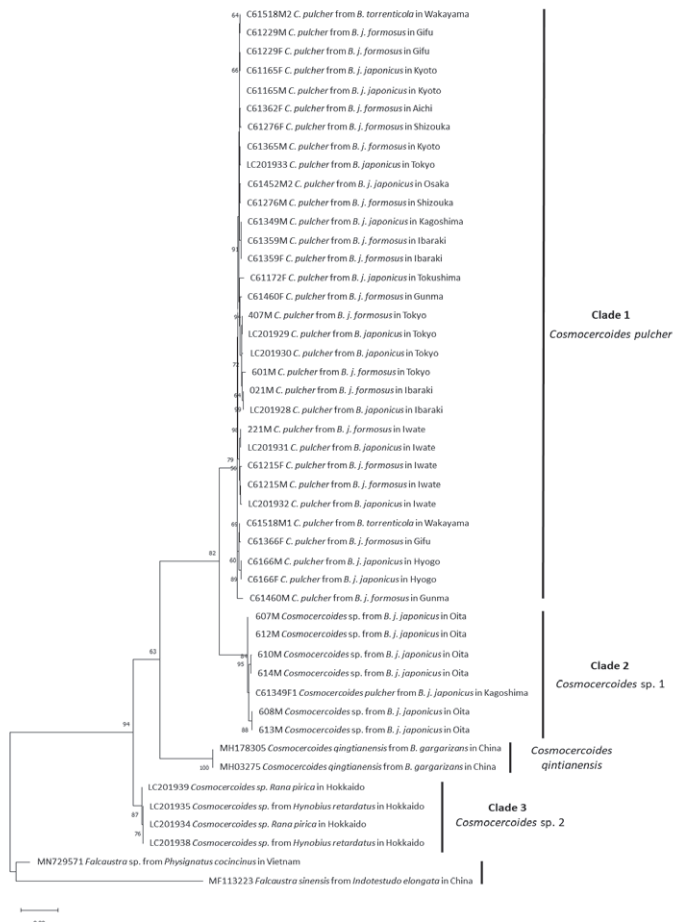 64
C61518M2 C. pulcher from B. torrenticola in Wakayama
C61229M C. pulcher from B. j. formosus in Gifu
C61229F C. pulcher from B. j. formosus in Gifu
66
C61165F C. pulcher from B. j. japonicus in Kyoto
C61165M C. pulcher from B. j. japonicus in Kyoto
C61362F C. pulcher from B. j. formosus in Aichi
C61276F C. pulcher from B. j. formosus in Shizouka
C61365M C. pulcher from B. j. formosus in Kyoto
LC201933 C. pulcher from B. japonicus in Tokyo
C61452M2 C. pulcher from B. j. japonicus in Osaka
C61276M C. pulcher from B. j. formosus in Shizouka
C61349M C. pulcher from B. j. japonicus in Kagoshima
C61359M C. pulcher from B. j. formosus in Ibaraki
91
C61359F C. pulcher from B. j. formosus in Ibaraki
C61172F C. pulcher from B. j. japonicus in Tokushima
C61460F C. pulcher from B. j. formosus in Gunma
407M C. pulcher from B. j. formosus in Tokyo
LC201929 C. pulcher from B. japonicus in Tokyo
LC201930 C. pulcher from B. japonicus in Tokyo
601M C. pulcher from B. j. formosus in Tokyo
021M C. pulcher from B. j. formosus in Ibaraki
LC201928 C. pulcher from B. japonicus in Ibaraki
221M C. pulcher from B. j. formosus in Iwate
LC201931 C. pulcher from B. japonicus in Iwate
79
C61215F C. pulcher from B. j. formosus in Iwate
C61215M C. pulcher from B. j. formosus in Iwate
LC201932 C. pulcher from B. japonicus in Iwate
C61518M1 C. pulcher from B. torrenticola in Wakayama
C61366F C. pulcher from B. j. formosus in Gifu
60
C6166M C. pulcher from B. j. japonicus in Hyogo
C6166F C. pulcher from B. j. japonicus in Hyogo
C61460M C. pulcher from B. j. formosus in Gunma
Clade 1
Cosmocercoides pulcher
82
607M Cosmocercoides sp. from B. j. japonicus in Oita
612M Cosmocercoides sp. from B. j. japonicus in Oita
610M Cosmocercoides sp. from B. j. japonicus in Oita
95
614M Cosmocercoides sp. from B. j. japonicus in Oita
C61349F1 Cosmocercoides pulcher from B. j. japonicus in Kagoshima
608M Cosmocercoides sp. from B. j. japonicus in Oita
88
613M Cosmocercoides sp. from B. j. japonicus in Oita
Clade 2
Cosmocercoides sp. 1
63
MH178305 Cosmocercoides qingtianensis from B. gargarizans in China
100
MH03275 Cosmocercoides qingtianensis from B. gargarizans in China
Cosmocercoides
qintianensis
94
LC201939 Cosmocercoides sp. Rana pirica in Hokkaido
LC201935 Cosmocercoides sp. from Hynobius retardatus in Hokkaido
87
LC201934 Cosmocercoides sp. Rana pirica in Hokkaido
76
LC201938 Cosmocercoides sp. from Hynobius retardatus in Hokkaido
Clade 3
Cosmocercoides sp. 2
MN729571 Falcaustra sp. from Physignatus cocincinus in Vietnam
MF113223 Falcaustra sinensis from Indotestudo elongata in China